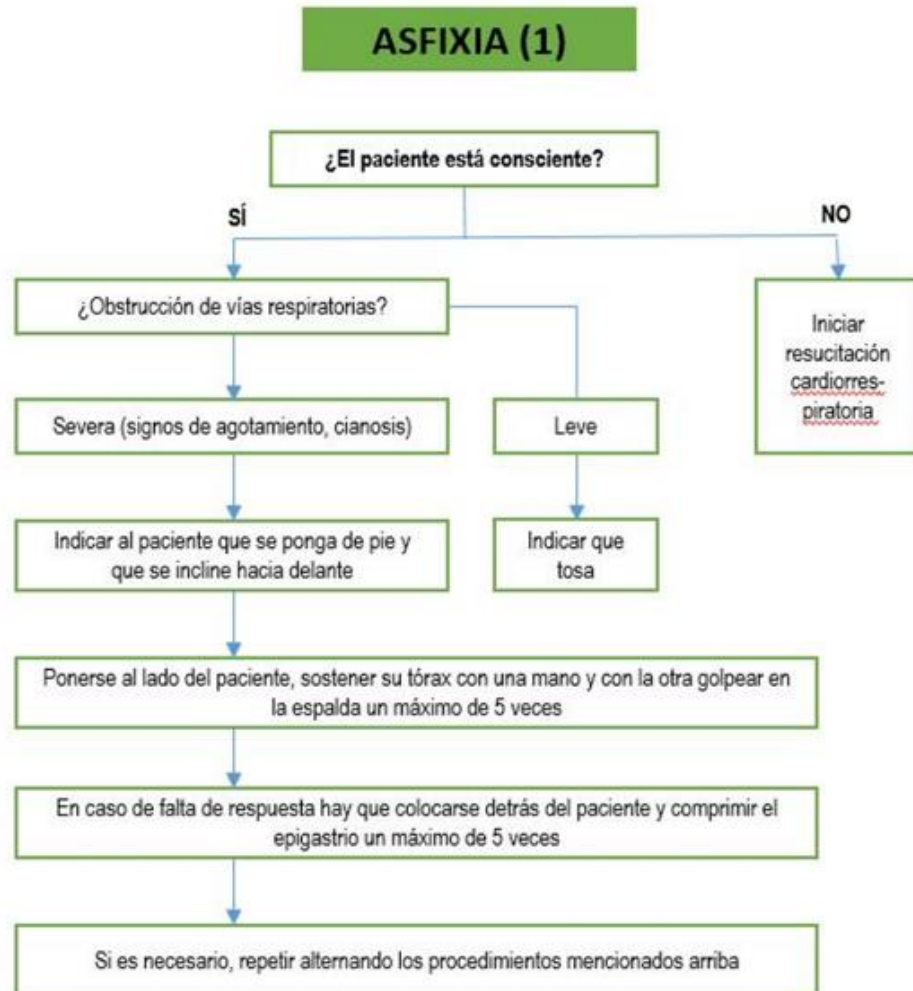 ASFIXIA (1)
¿El paciente está consciente?
SÍ
NO
¿Obstrucción de vías respiratorias?
Iniciar
resucitación
cardiorres-
piratoria
Severa (signos de agotamiento, cianosis)
Leve
Indicar al paciente que se ponga de pie y
que se incline hacia delante
Indicar que
tosa
Ponerse al lado del paciente, sostener su tórax con una mano y con la otra golpear en
la espalda un máximo de 5 veces
En caso de falta de respuesta hay que colocarse detrás del paciente y comprimir el
epigastrio un máximo de 5 veces
Si es necesario, repetir alternando los procedimientos mencionados arriba